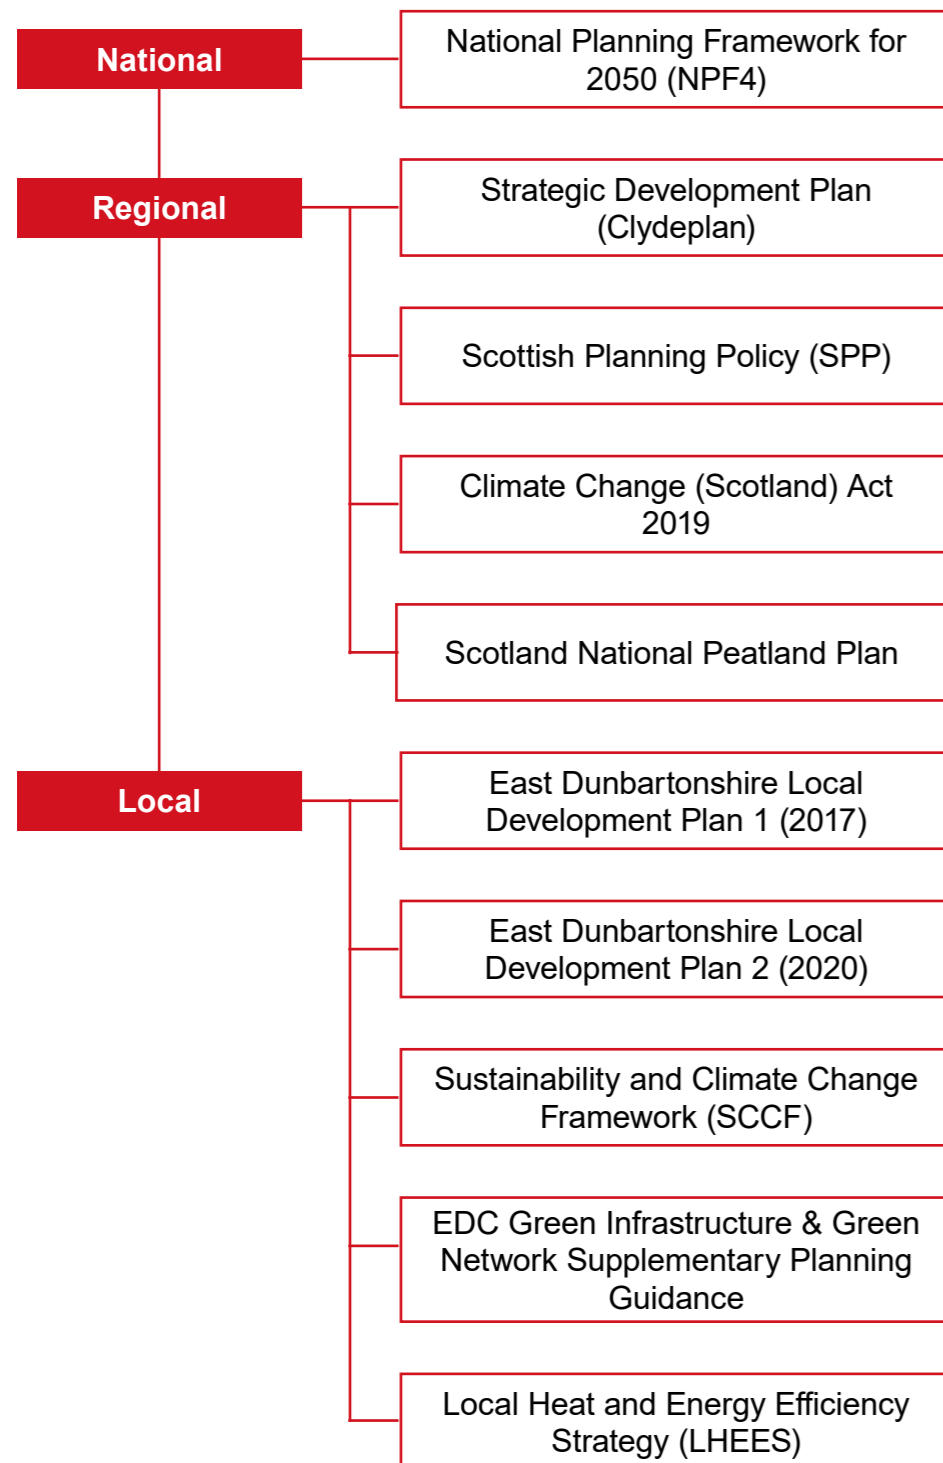 National
National Planning Framework for
2050 (NPF4)
Regional
Strategic Development Plan
(Clydeplan)
Scottish Planning Policy (SPP)
Climate Change (Scotland) Act
2019
Scotland National Peatland Plan
Local
East Dunbartonshire Local
Development Plan 1 (2017)
East Dunbartonshire Local
Development Plan 2 (2020)
Sustainability and Climate Change
Framework (SCCF)
EDC Green Infrastructure & Green
Network Supplementary Planning
Guidance
Local Heat and Energy Efficiency
Strategy (LHEES)